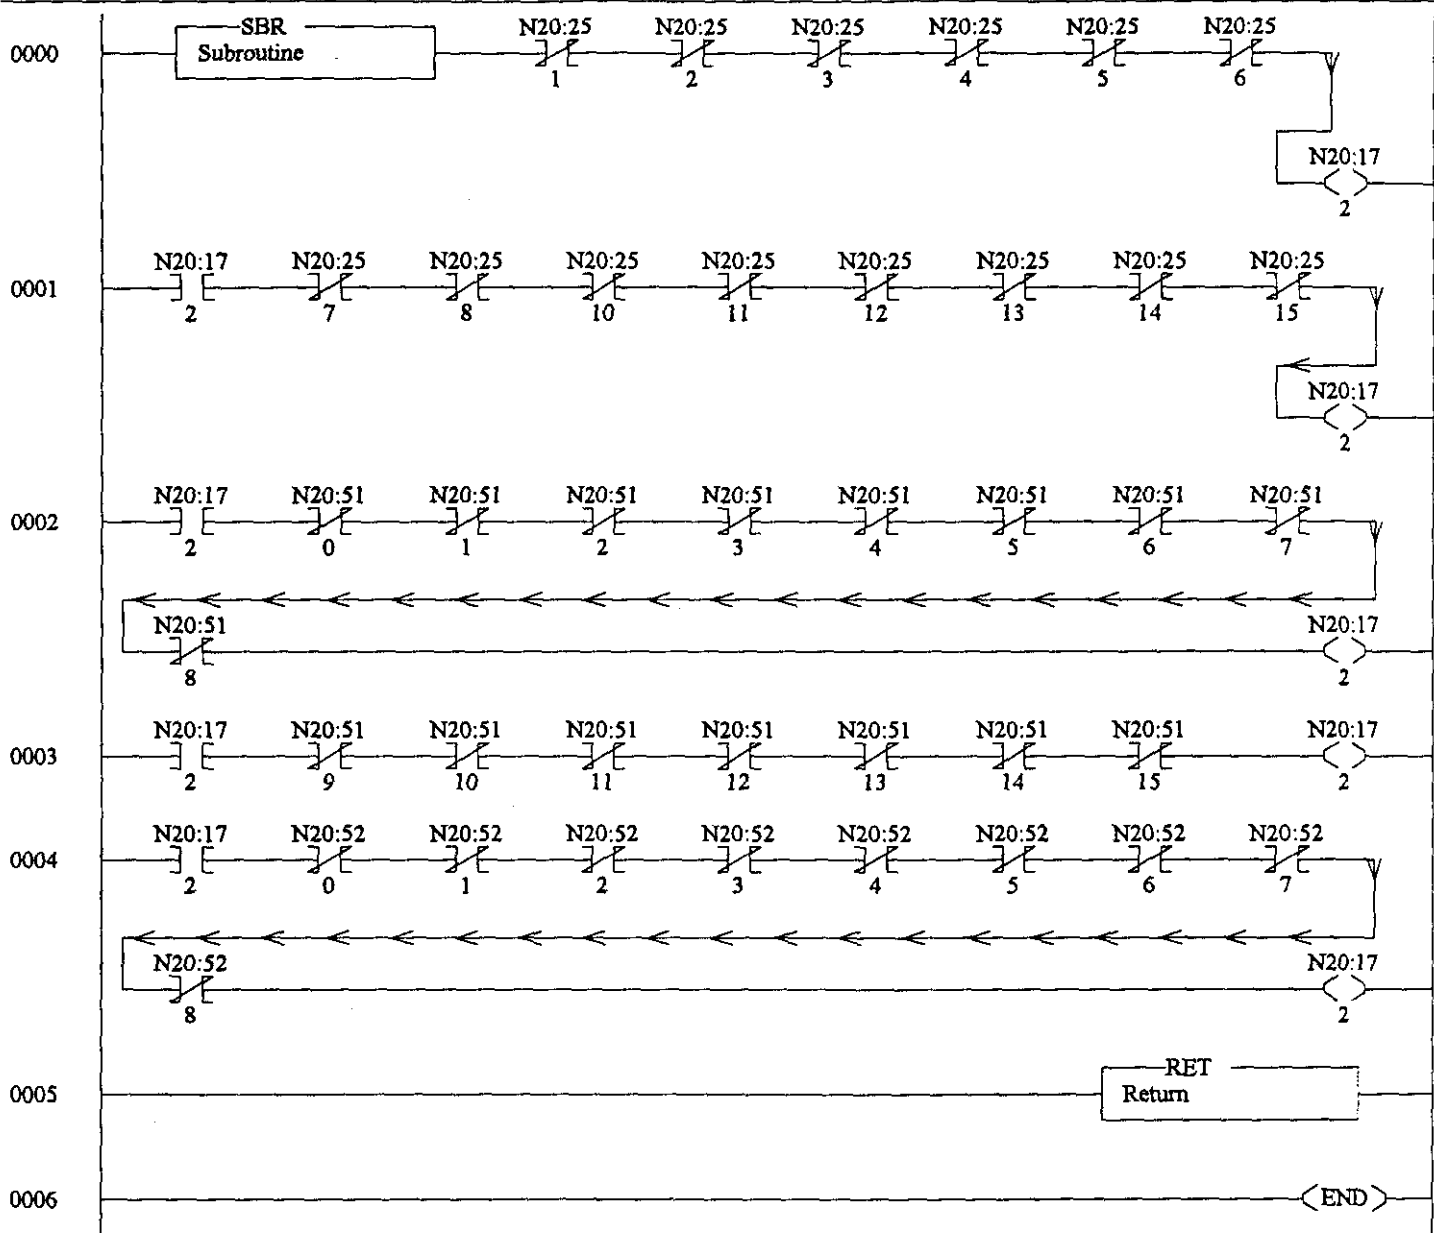 SBR
N20:25 N20:25 N20:25 N20:25 N20:25 N20:25
0000 Subroutine
1 2 3 4 5 6
N20:17
2
N20:17 N20:25 N20:25 N20:25 N20:25 N20:25 N20:25 N20:25 N20:25
0001
2 7 8 10 11 12 13 14 15
N20:17
2
N20:17 N20:51 N20:51 N20:51 N20:51 N20:51 N20:51 N20:51 N20:51
0002
2 0 1 2 3 4 5 6 7
N20:51 N20:17
8 2
N20:17 N20:51 N20:51 N20:51 N20:51 N20:51 N20:51 N20:51 N20:17
0003
2 9 10 11 12 13 14 15 2
N20:17 N20:52 N20:52 N20:52 N20:52 N20:52 N20:52 N20:52 N20:52
0004
2 0 1 2 3 4 5 6 7
N20:52 N20:17
8 2
RET
0005 Return
0006 END